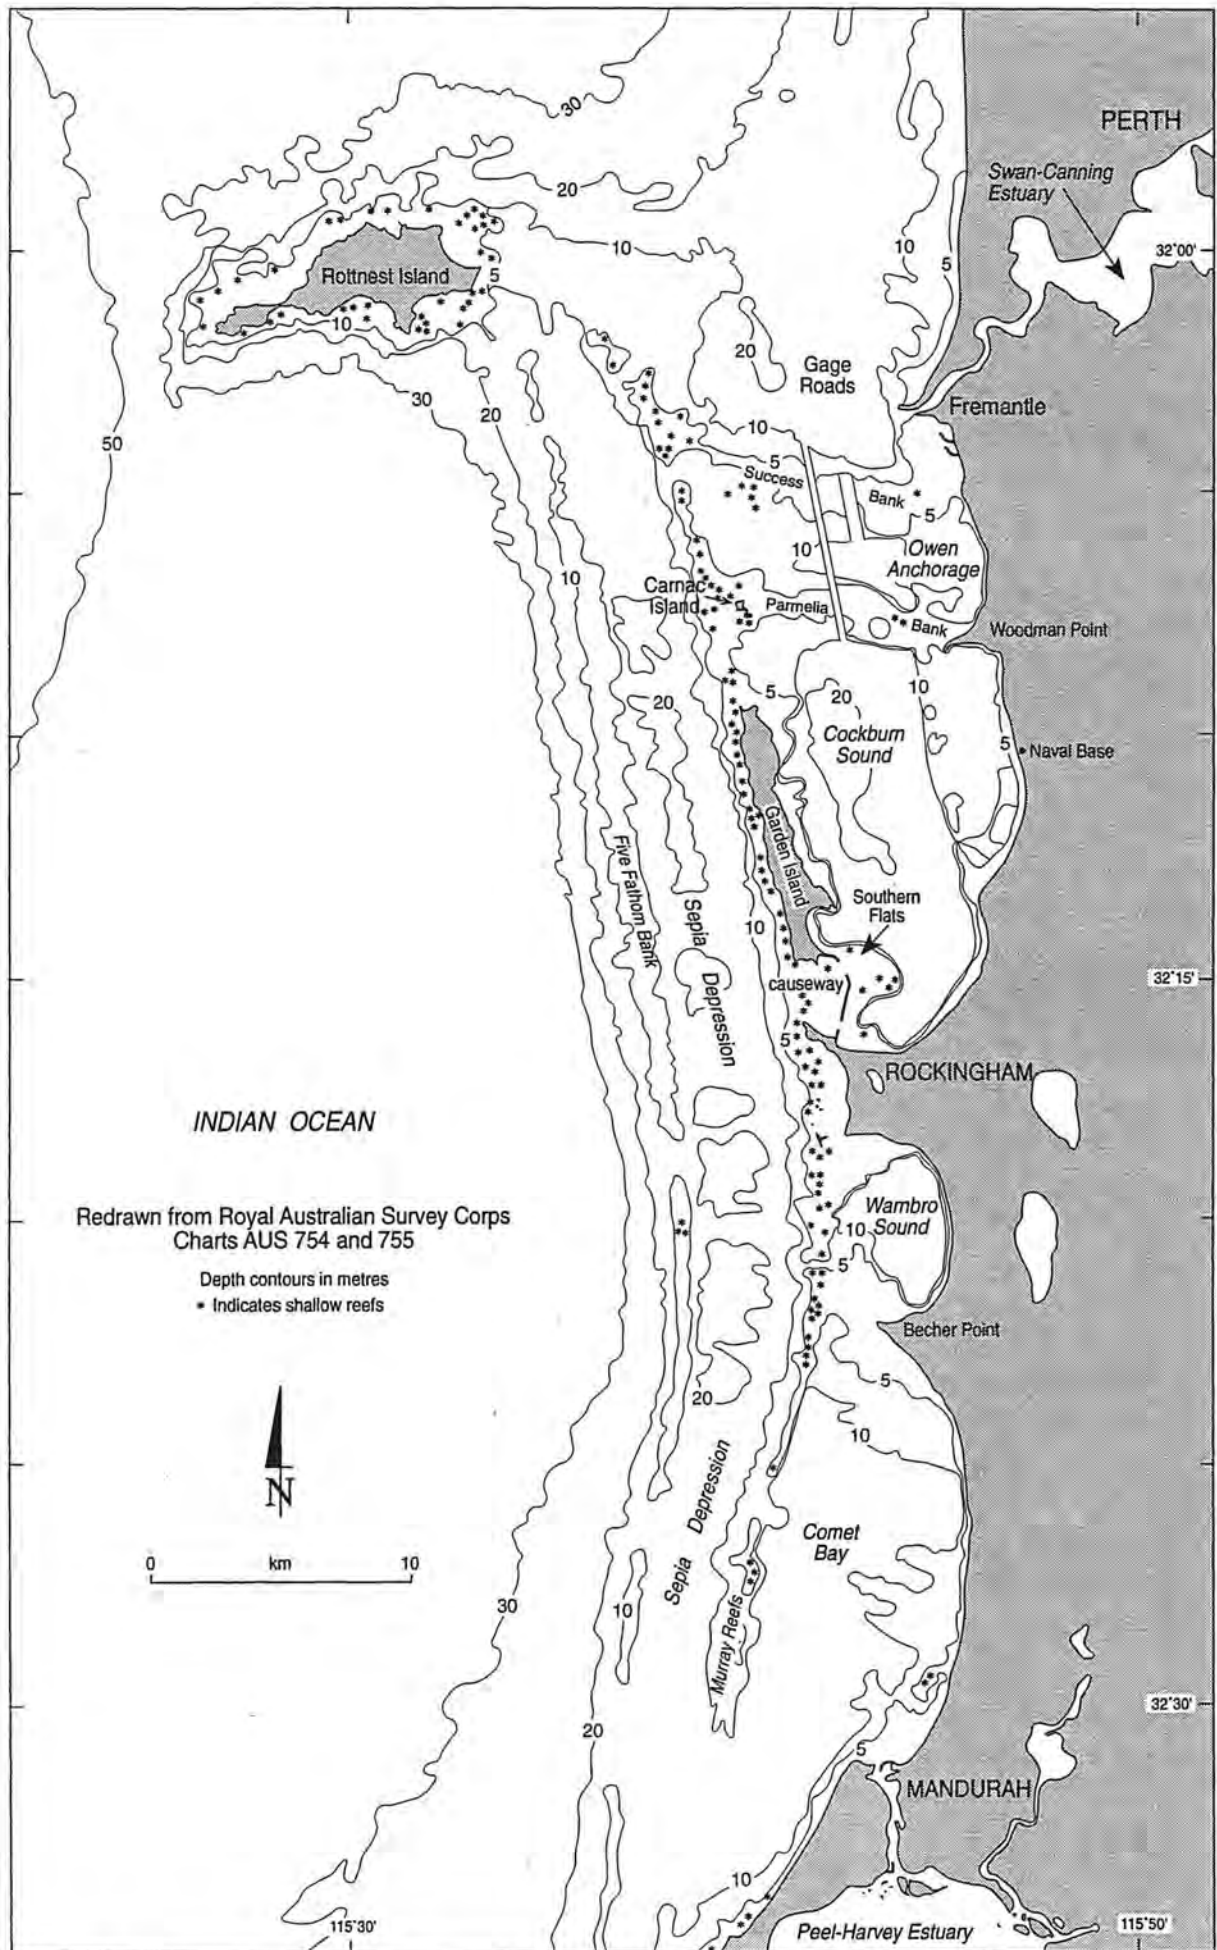 30
PERTH
Swan-Canning
Estuary
20
10
10
32°00'
5
Rottnest Island
5
10
20
Gage
Roads
30
20
Fremantle
10
50
5
Success
Bank
5
10
Owen
Anchorage
10
Carnac
Island
Parmelia
Bank
Woodman Point
5
10
20
20
Cockburn
Sound
5
Naval Base
Garden Island
Five Fathom Bank
Southern
Flats
Sepia
Depression
10
causeway
32°15'
5
ROCKINGHAM
INDIAN OCEAN
Wambro
Sound
10
5
Redrawn from Royal Australian Survey Corps
Charts AUS 754 and 755
Depth contours in metres
* Indicates shallow reefs
Becher Point
5
20
10
N
Sepia Depression
Comet
Bay
0 km 10
30
10
Murray Reefs
32°30'
20
5
MANDURAH
10
115°30'
115°50'
Peel-Harvey Estuary